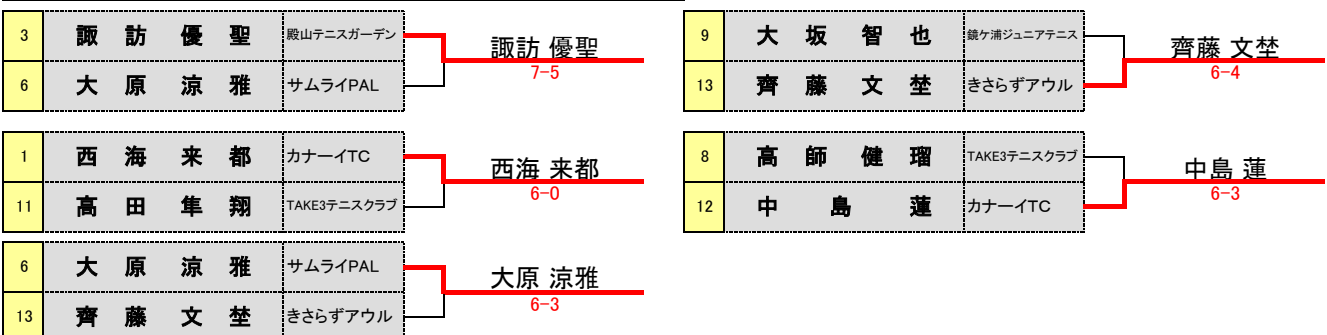 3 諏訪優聖 殿山テニスガーデン
諏訪 優聖
7-5
6 大原涼雅 サムライPAL
9 大坂智也 鏡ケ浦ジュニアテニス
齊藤 文埜
6-4
13 齊藤文埜 きさらずアウル
1 西海来都 カナーイTC
西海 来都
6-0
11 高田隼翔 TAKE3テニスクラブ
8 高師健瑠 TAKE3テニスクラブ
中島 蓮
6-3
12 中島蓮 カナーイTC
6 大原涼雅 サムライPAL
大原 涼雅
6-3
13 齊藤文埜 きさらずアウル